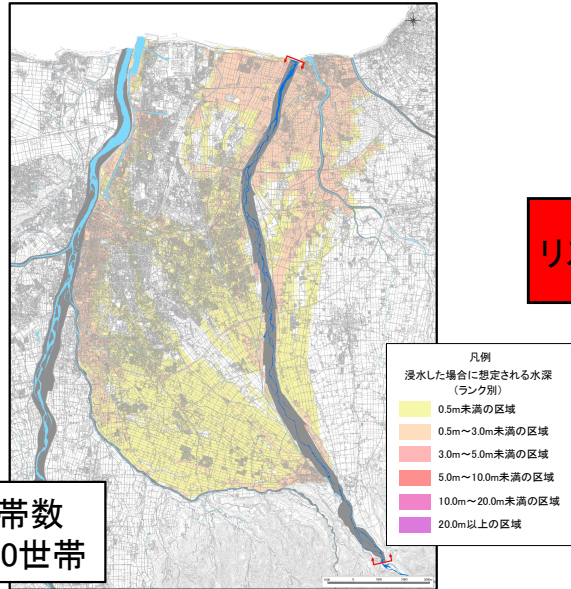 リス
凡例
浸水した場合に想定される水深
(ランク別)
0.5m未満の区域
0.5m～3.0m未満の区域
3.0m～5.0m未満の区域
5.0m～10.0m未満の区域
10.0m～20.0m未満の区域
20.0m以上の区域
帯数
0世帯